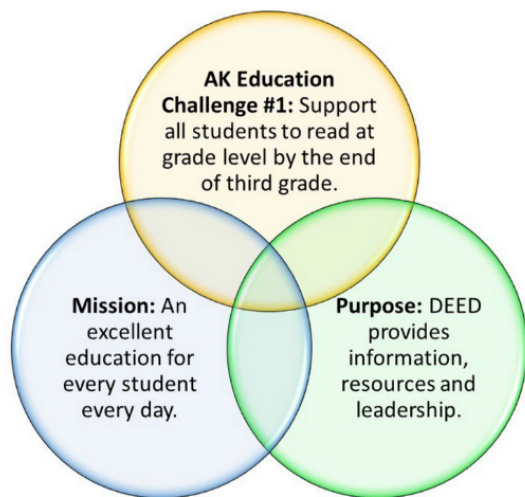 AK Education
Challenge #1: Support
all students to read at
grade level by the end
of third grade.
Mission: An
excellent
education for
every student
every day.
Purpose: DEED
provides
information,
resources and
leadership.